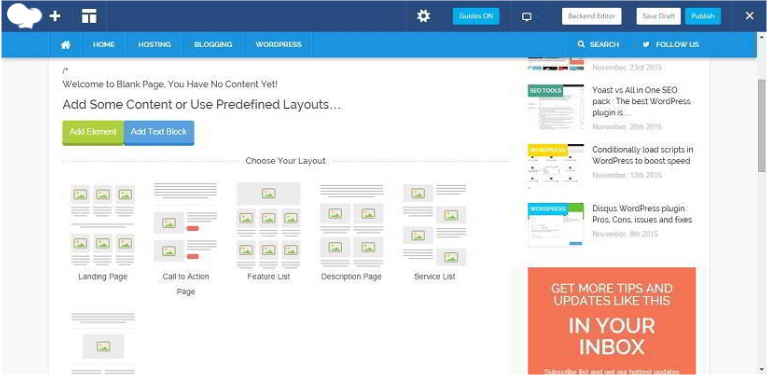 Guides ON
Backend Editor
Save Draft
Publish
HOME
HOSTING
BLOGGING
WORDPRESS
SEARCH
FOLLOW US
/*
Welcome to Blank Page, You Have No Content Yet!
Add Some Content or Use Predefined Layouts...
Add Element
Add Text Block
Choose Your Layout
Landing Page
Call to Action
Page
Feature List
Description Page
Service List
November, 23rd 2015
SEO TOOLS
Yoast vs All in One SEO
pack : The best WordPress
plugin is...
November, 20th 2015
WORDPRESS
Conditionally load scripts in
WordPress to boost speed
November, 13th 2015
WORDPRESS
Disqus WordPress plugin :
Pros, Cons, issues and fixes
November, 8th 2015
GET MORE TIPS AND
UPDATES LIKE THIS
IN YOUR
INBOX
Subscribe list and get our hottest updates